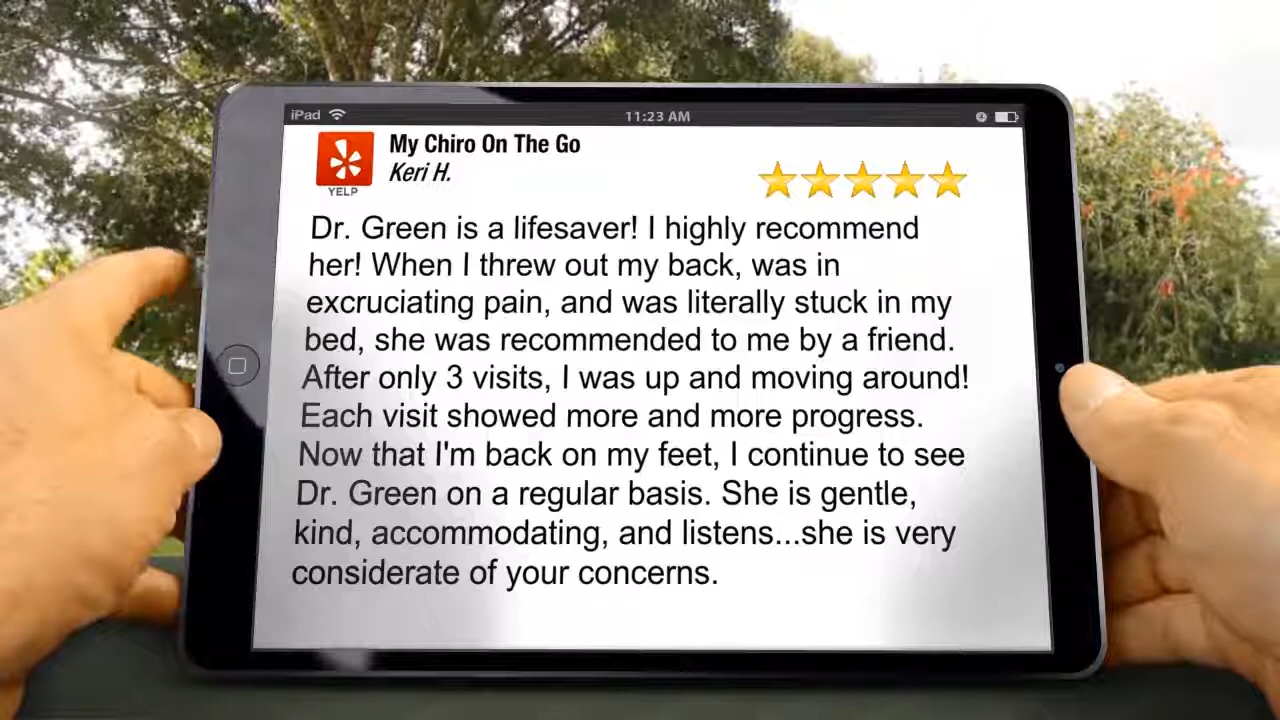 iPad
11:23 AM
My Chiro On The Go
Keri H.
YELP
Dr. Green is a lifesaver! I highly recommend
her! When I threw out my back, was in
excruciating pain, and was literally stuck in my
bed, she was recommended to me by a friend.
After only 3 visits, I was up and moving around!
Each visit showed more and more progress.
Now that I'm back on my feet, I continue to see
Dr. Green on a regular basis. She is gentle,
kind, accommodating, and listens...she is very
considerate of your concerns.